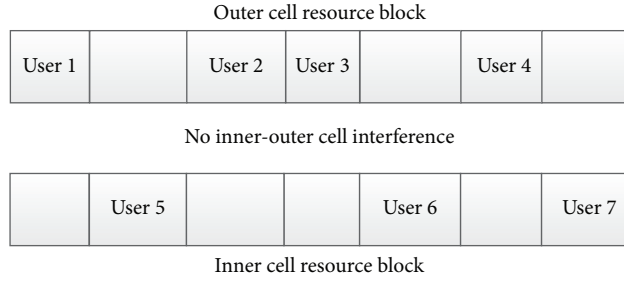 Outer cell resource block
User 1 User 2 User 3 User 4
No inner-outer cell interference
User 5 User 6 User 7
Inner cell resource block